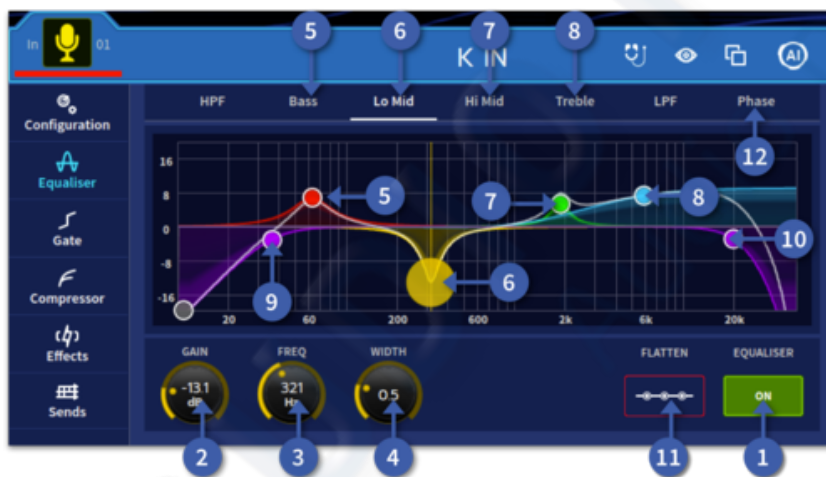 5 6 7 8
In 01 K IN AI
HPF Bass Lo Mid Hi Mid Treble LPF Phase
Configuration
12
16
Equaliser
8 5 7 8
0
Gate
10
-8 9 6
Compressor
-16
20 60 200 600 2k 6k 20k
Effects
GAIN FREQ WIDTH FLATTEN EQUALISER
-13.1 dB
321 Hz
0.5
ON
Sends
2 3 4 11 1